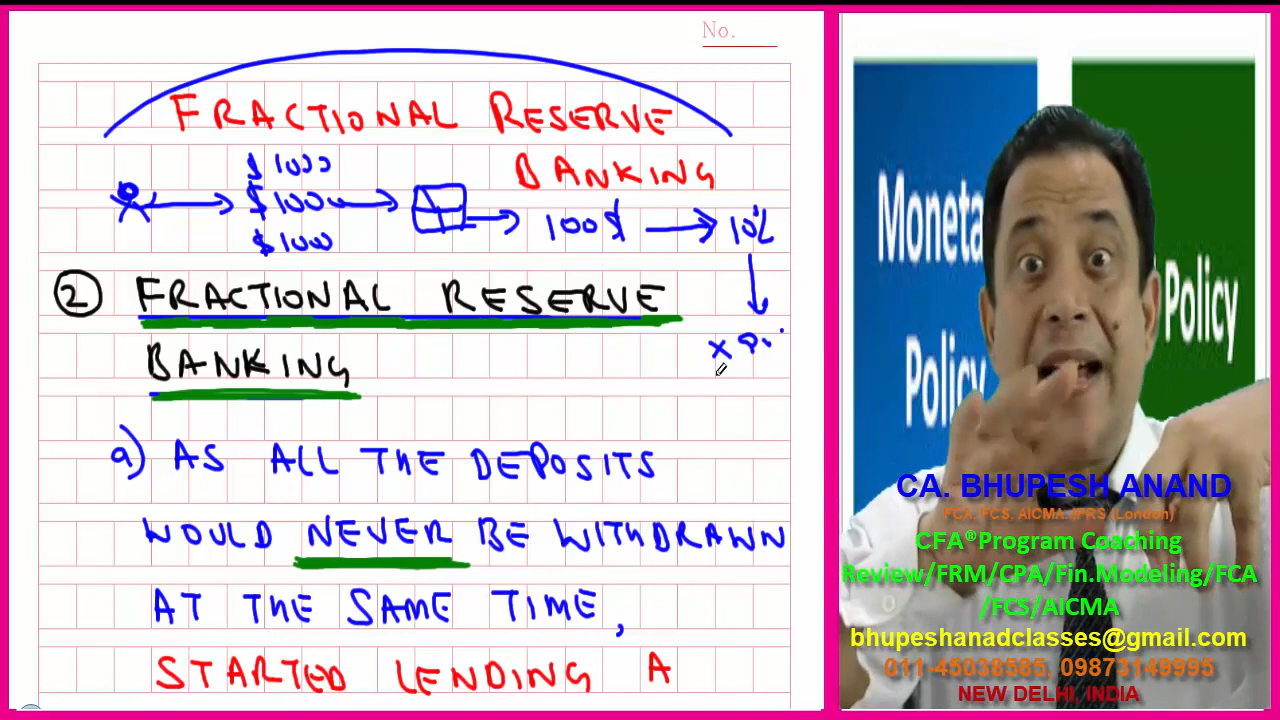 No.
FRACTIONAL RESERVE
BANKING
$1000
$1000
$1000
100$
10%
② FRACTIONAL RESERVE
BANKING
a) AS ALL THE DEPOSITS
WOULD NEVER BE WITHDRAWN
AT THE SAME TIME,
STARTED LENDING A
Moneta
Policy
Policy
CA. BHUPESH ANAND
FCA, FCS, AICMA, IFRS (London)
CFA®Program Coaching
Review/FRM/CPA/Fin.Modeling/FCA
/FCS/AICMA
bhupeshanadclasses@gmail.com
011-45038585, 09873149995
NEW DELHI, INDIA